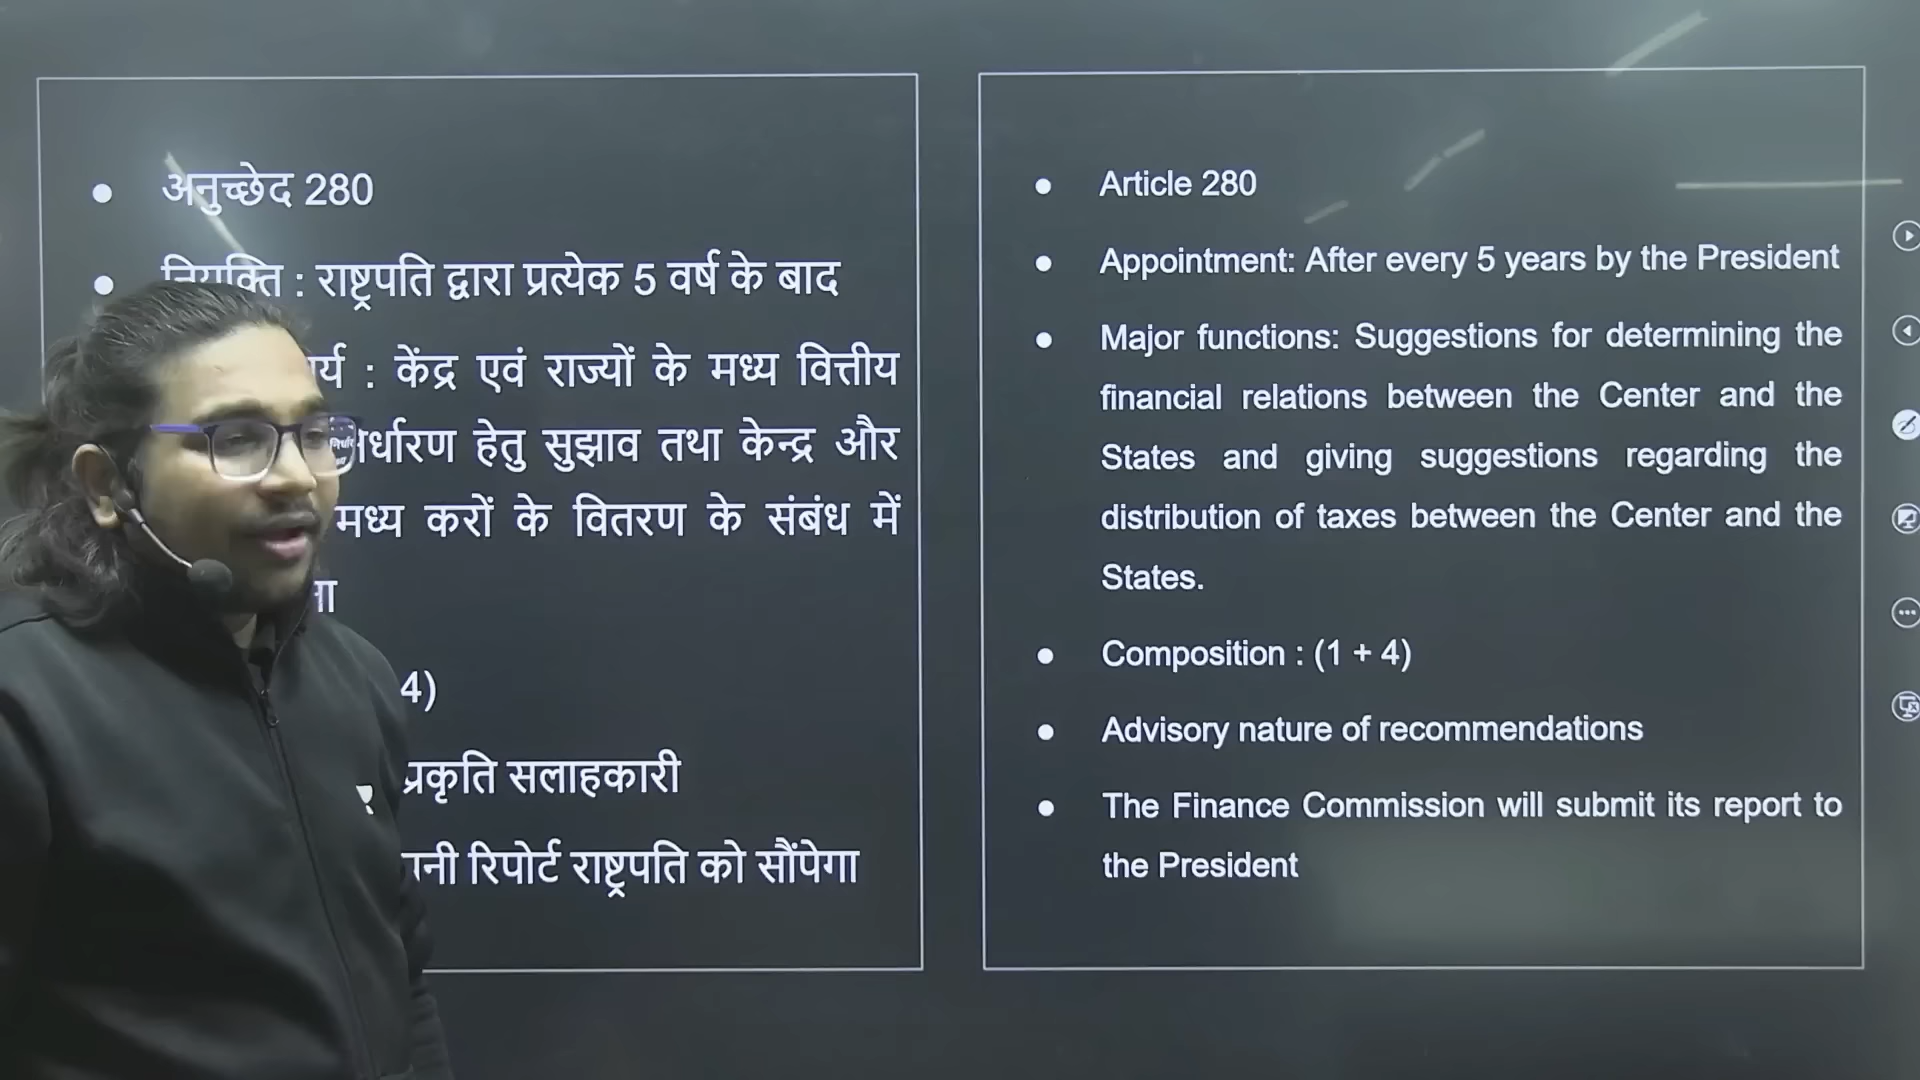 अनुच्छेद 280
नियुक्ति : राष्ट्रपति द्वारा प्रत्येक 5 वर्ष के बाद
: केंद्र एवं राज्यों के मध्य वित्तीय
हेतु सुझाव तथा केन्द्र और
मध्य करों के वितरण के संबंध में
4)
प्रकृति सलाहकारी
रिपोर्ट राष्ट्रपति को सौंपेगा
Article 280
Appointment: After every 5 years by the President
Major functions: Suggestions for determining the
financial relations between the Center and the
States and giving suggestions regarding the
distribution of taxes between the Center and the
States.
Composition : (1 + 4)
Advisory nature of recommendations
The Finance Commission will submit its report to
the President